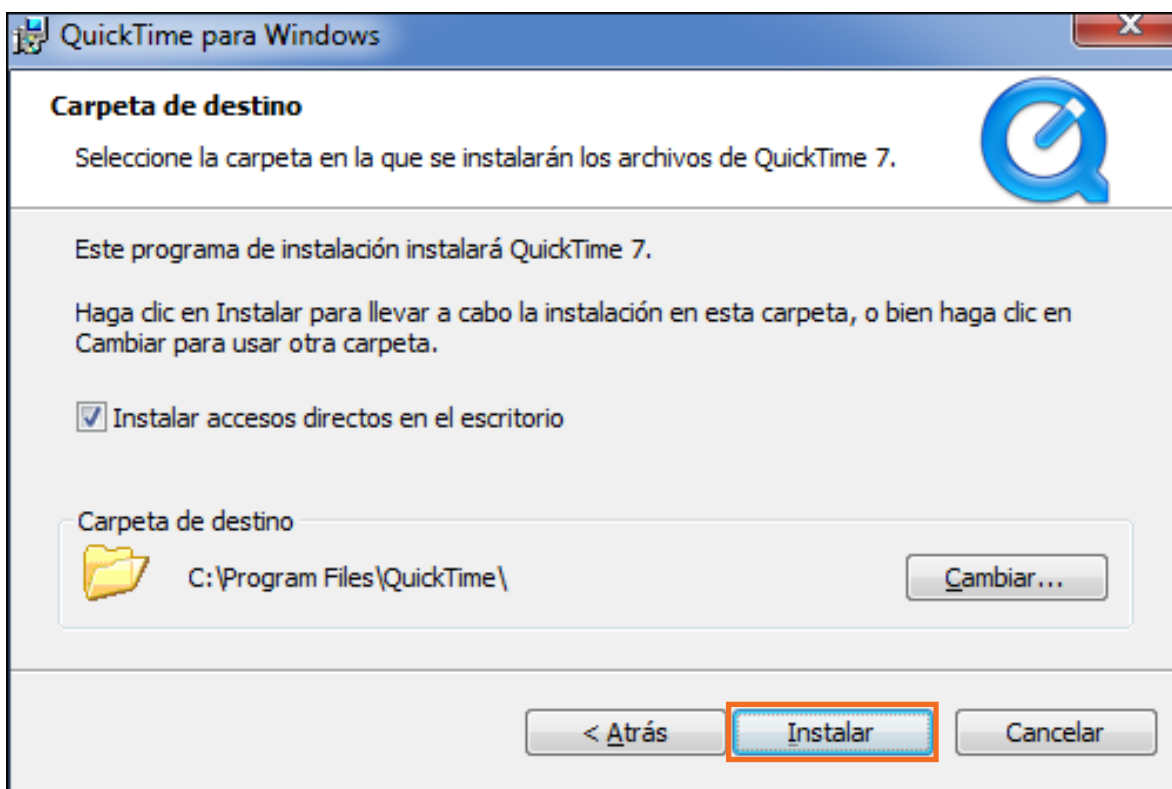 QuickTime para Windows
Carpeta de destino
Seleccione la carpeta en la que se instalarán los archivos de QuickTime 7.
Este programa de instalación instalará QuickTime 7.
Haga clic en Instalar para llevar a cabo la instalación en esta carpeta, o bien haga clic en
Cambiar para usar otra carpeta.
Instalar accesos directos en el escritorio
Carpeta de destino
C:\Program Files\QuickTime\
Cambiar...
< Atrás
Instalar
Cancelar